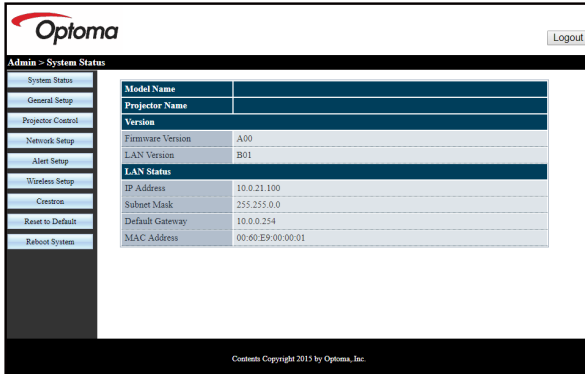 Optoma
Logout
Admin > System Status
System Status
General Setup
Projector Control
Network Setup
Alert Setup
Wireless Setup
Crestron
Reset to Default
Reboot System
Model Name
Projector Name
Version
Firmware Version A00
LAN Version B01
LAN Status
IP Address 10.0.21.100
Subnet Mask 255.255.0.0
Default Gateway 10.0.0.254
MAC Address 00:60:E9:00:00:01
Contents Copyright 2015 by Optoma, Inc.